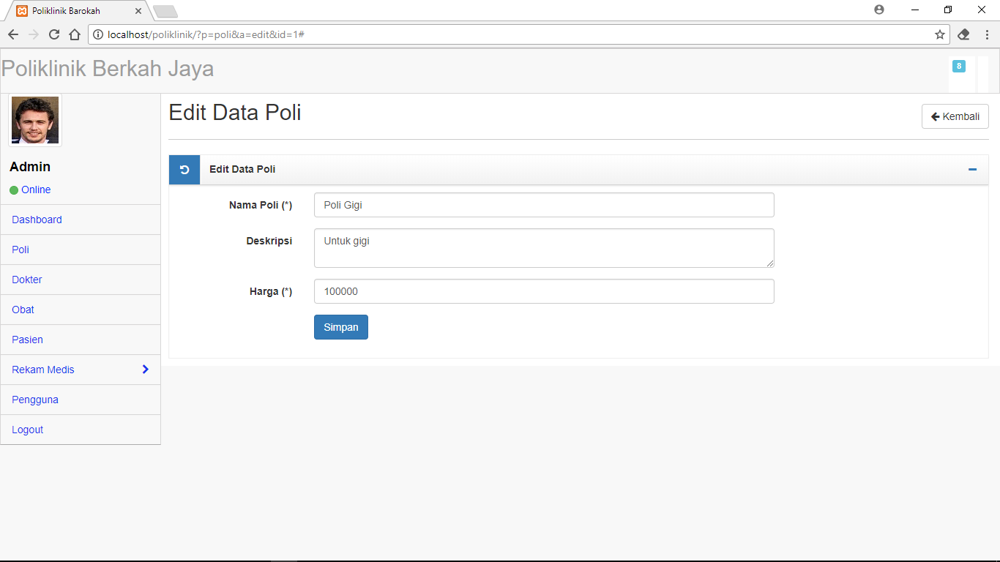 Poliklinik Barokah
localhost/poliklinik/?p=poli&a=edit&id=1#
Poliklinik Berkah Jaya
8
Admin
Online
Dashboard
Poli
Dokter
Obat
Pasien
Rekam Medis
Pengguna
Logout
Edit Data Poli
Kembali
Edit Data Poli
Nama Poli (*) Poli Gigi
Deskripsi Untuk gigi
Harga (*) 100000
Simpan